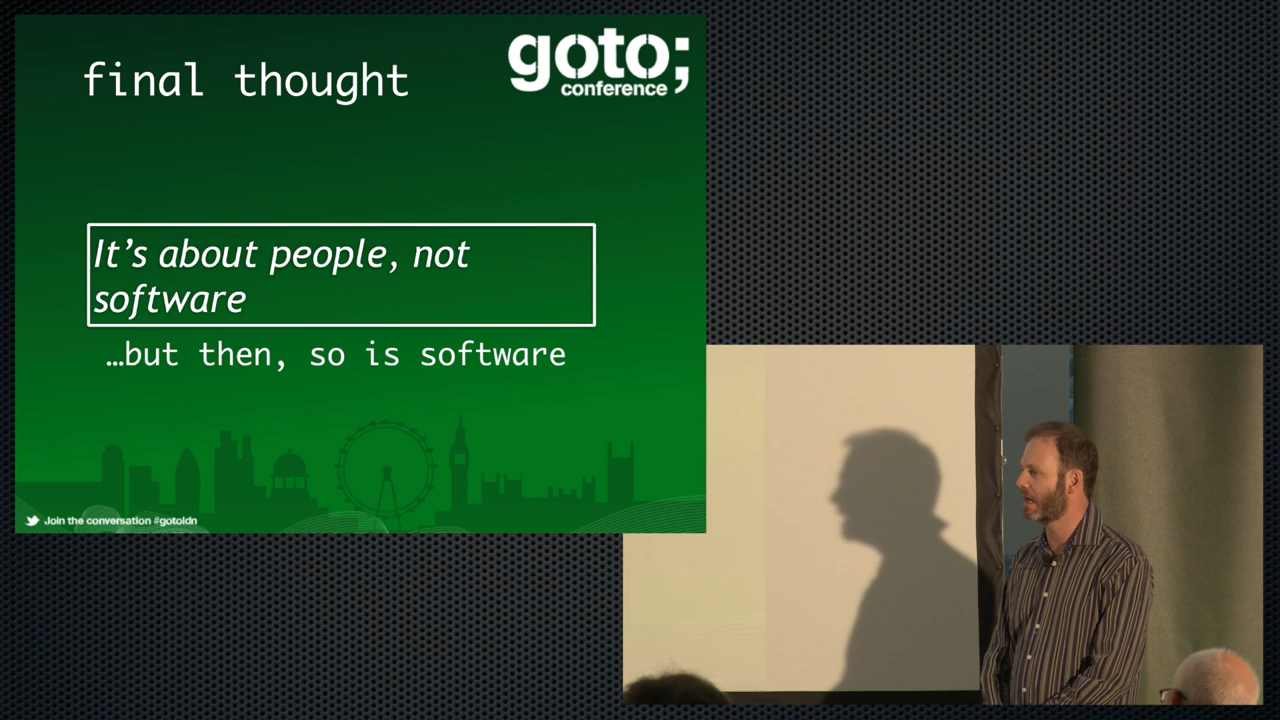 final thought
goto;
conference
It’s about people, not
software
…but then, so is software
Join the conversation #gotoldn